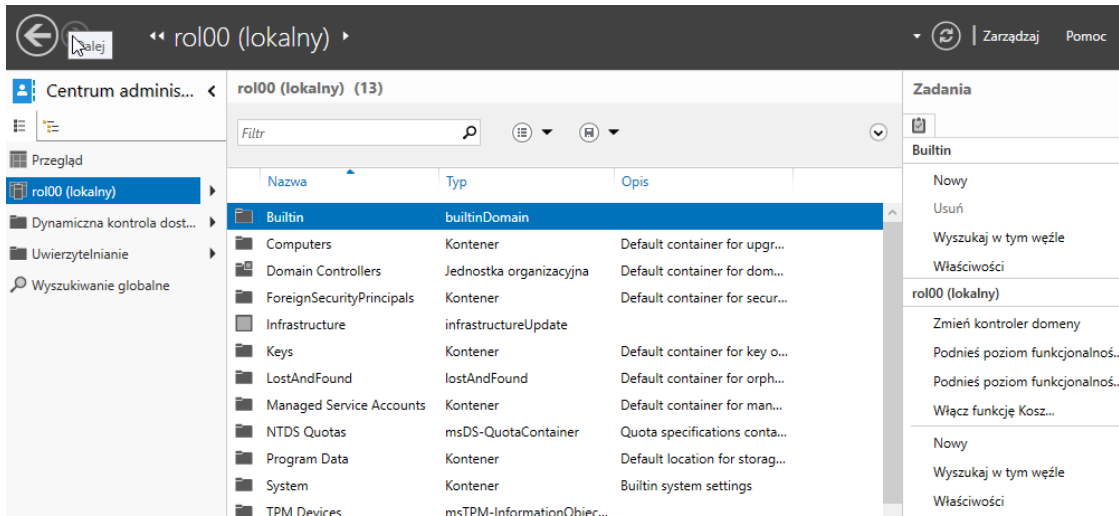 rol00 (lokalny)
Zarządzaj
Pomoc
alej
Centrum adminis...
Przegląd
rol00 (lokalny)
Dynamiczna kontrola dost...
Uwierzytelnianie
Wyszukiwanie globalne
rol00 (lokalny) (13)
Filtr
Nazwa Typ Opis
Builtin builtinDomain
Computers Kontener Default container for upgr...
Domain Controllers Jednostka organizacyjna Default container for dom...
ForeignSecurityPrincipals Kontener Default container for secur...
Infrastructure infrastructureUpdate
Keys Kontener Default container for key o...
LostAndFound lostAndFound Default container for orph...
Managed Service Accounts Kontener Default container for man...
NTDS Quotas msDS-QuotaContainer Quota specifications conta...
Program Data Kontener Default location for storag...
System Kontener Builtin system settings
TPM Devices msTPM-InformationObjec...
Zadania
Builtin
Nowy
Usuń
Wyszukaj w tym węźle
Właściwości
rol00 (lokalny)
Zmień kontroler domeny
Podnieś poziom funkcjonalnoś...
Podnieś poziom funkcjonalnoś...
Włącz funkcję Kosz...
Nowy
Wyszukaj w tym węźle
Właściwości